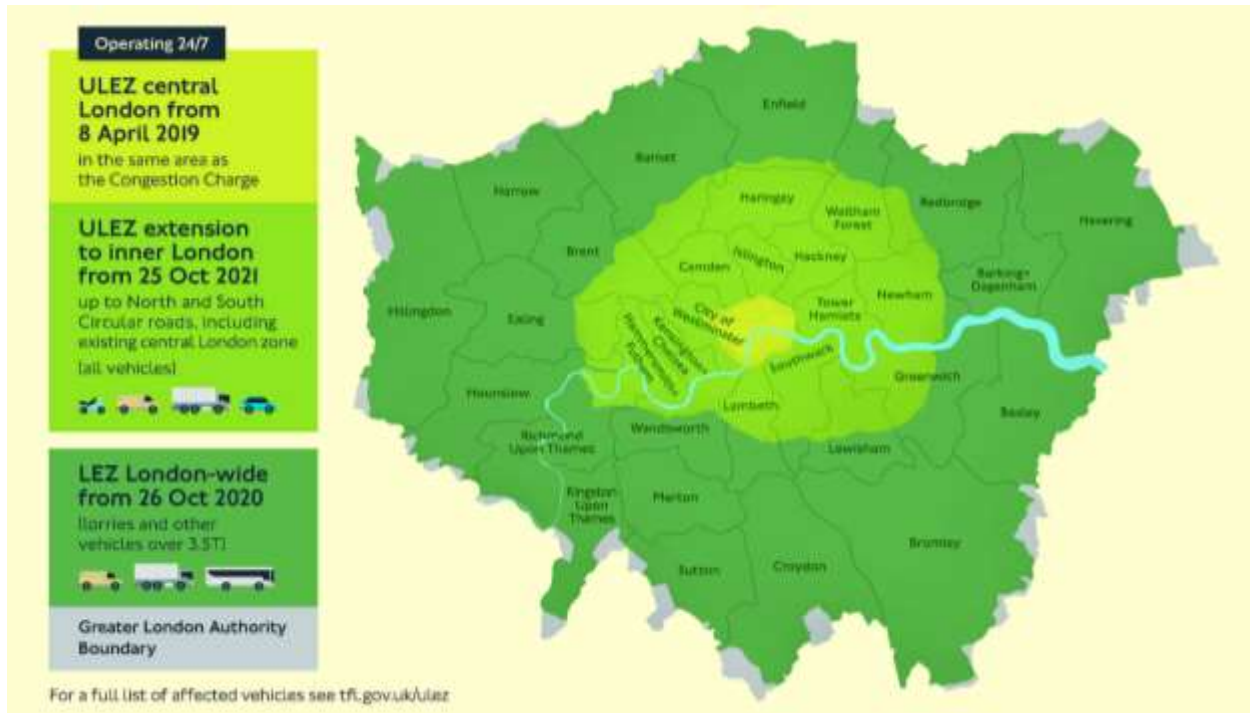 Operating 24/7
ULEZ central
London from
8 April 2019
in the same area as
the Congestion Charge
ULEZ extension
to inner London
from 25 Oct 2021
up to North and South
Circular roads, including
existing central London zone
(all vehicles)
LEZ London-wide
from 26 Oct 2020
(lorries and other
vehicles over 3.5T)
Greater London Authority
Boundary
For a full list of affected vehicles see tfl.gov.uk/ulez
Enfield
Barnet
Harrow
Haringey
Waltham
Forest
Redbridge
Havering
Brent
Camden
Islington
Hackney
Barking+
Dagenham
Hillingdon
Ealing
City of
Westminster
Tower
Hamlets
Newham
Kensington+
Chelsea
Hammersmith+
Fulham
Southwark
Greenwich
Hounslow
Lambeth
Bexley
Richmond
Upon Thames
Wandsworth
Lewisham
Kingston
Upon
Thames
Merton
Bromley
Sutton
Croydon